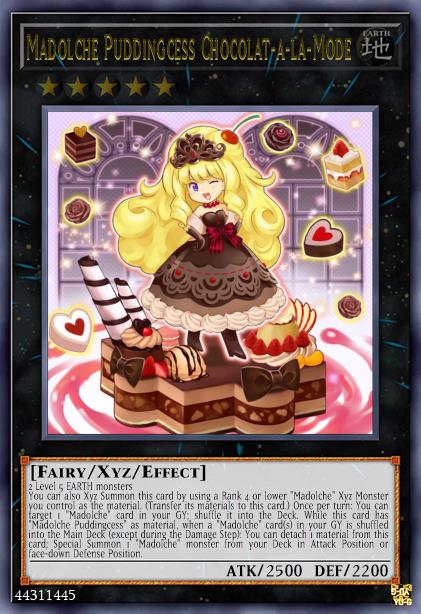 Madolche Puddingcess Chocolat-a-la-Mode
EARTH
地
[Fairy/Xyz/Effect]
2 Level 5 EARTH monsters
You can also Xyz Summon this card by using a Rank 4 or lower "Madolche" Xyz Monster
you control as the material. (Transfer its materials to this card.) Once per turn: You can
target 1 "Madolche" card in your GY; shuffle it into the Deck. While this card has
"Madolche Puddingcess" as material, when a "Madolche" card(s) in your GY is shuffled
into the Main Deck (except during the Damage Step): You can detach 1 material from this
card; Special Summon 1 "Madolche" monster from your Deck in Attack Position or
face-down Defense Position.
ATK/2500 DEF/2200
44311445